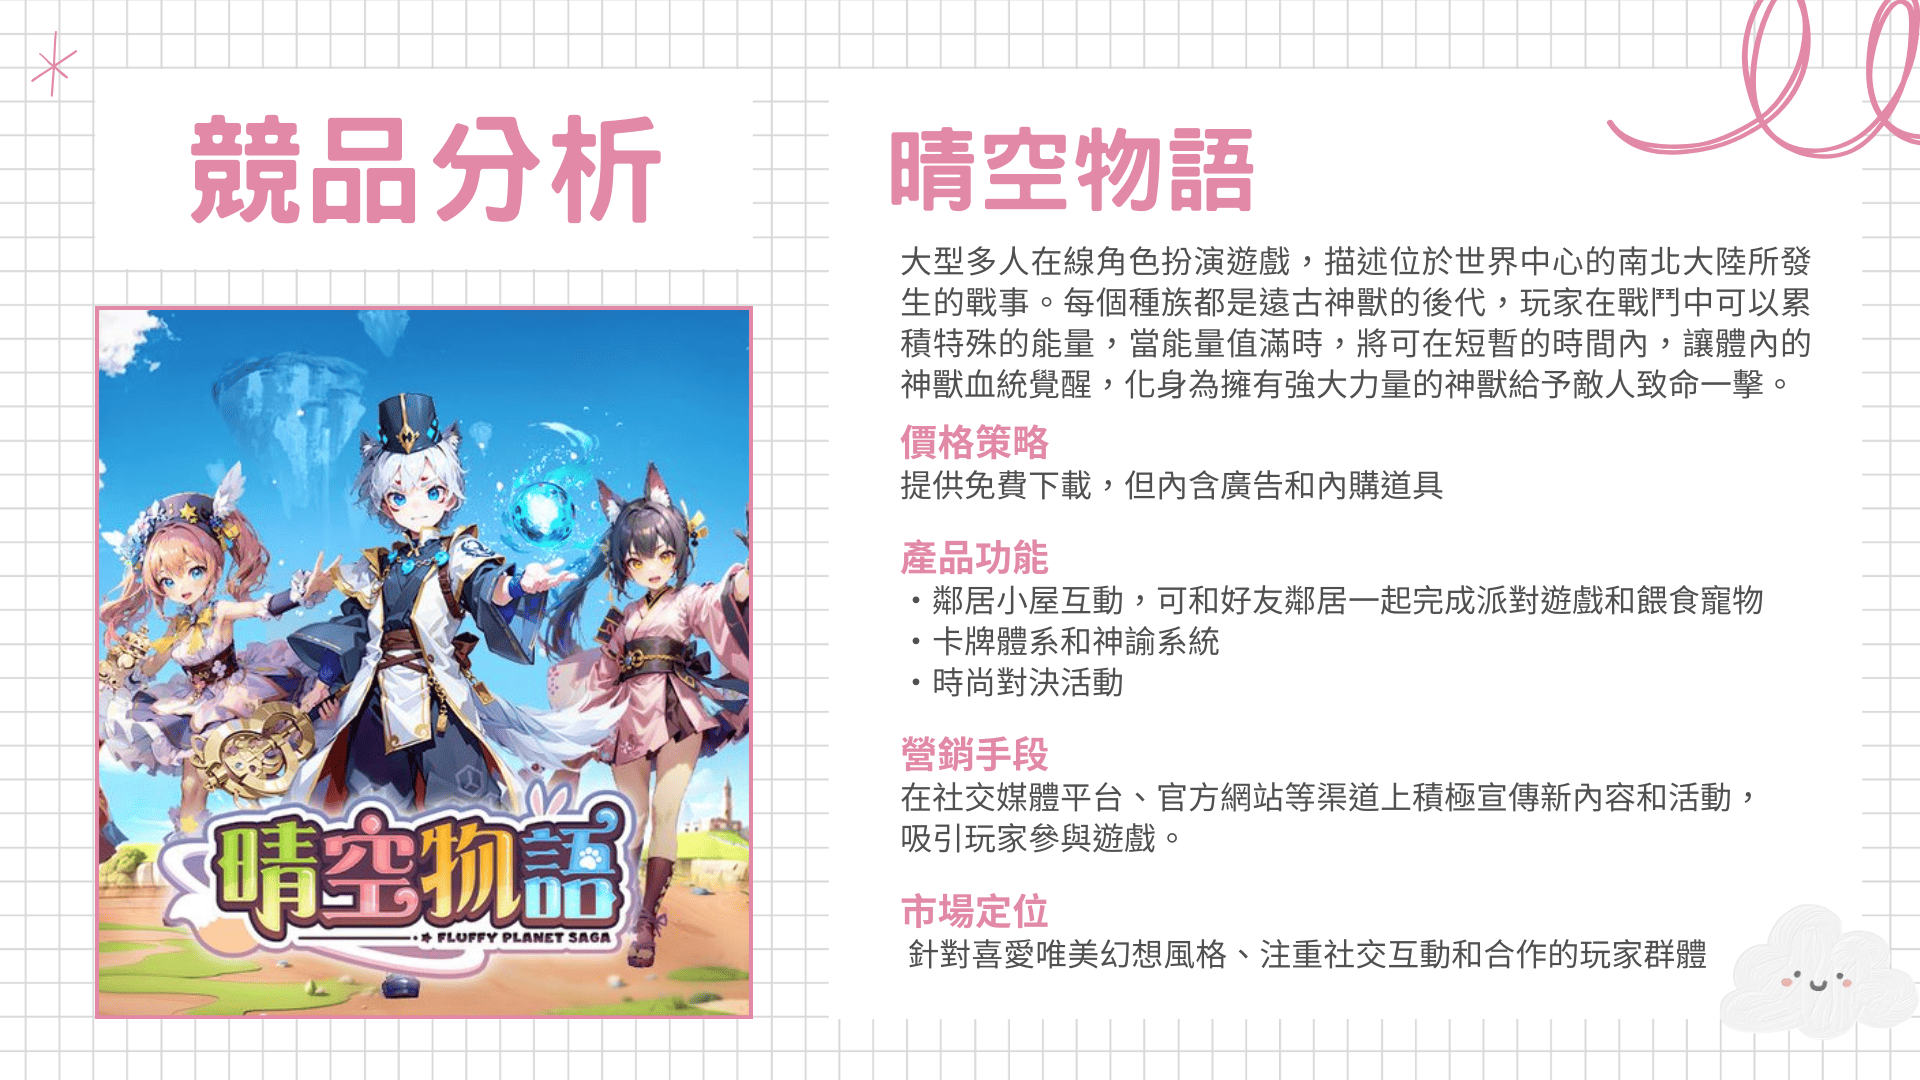 競品分析
晴空物語
大型多人在線角色扮演遊戲，描述位於世界中心的南北大陸所發
生的戰事。每個種族都是遠古神獸的後代，玩家在戰鬥中可以累
積特殊的能量，當能量值滿時，將可在短暫的時間內，讓體內的
神獸血統覺醒，化身為擁有強大力量的神獸給予敵人致命一擊。
價格策略
提供免費下載，但內含廣告和內購道具
產品功能
・鄰居小屋互動，可和好友鄰居一起完成派對遊戲和餵食寵物
・卡牌體系和神諭系統
・時尚對決活動
營銷手段
在社交媒體平台、官方網站等渠道上積極宣傳新內容和活動，
吸引玩家參與遊戲。
市場定位
針對喜愛唯美幻想風格、注重社交互動和合作的玩家群體
晴空物語
FLUFFY PLANET SAGA